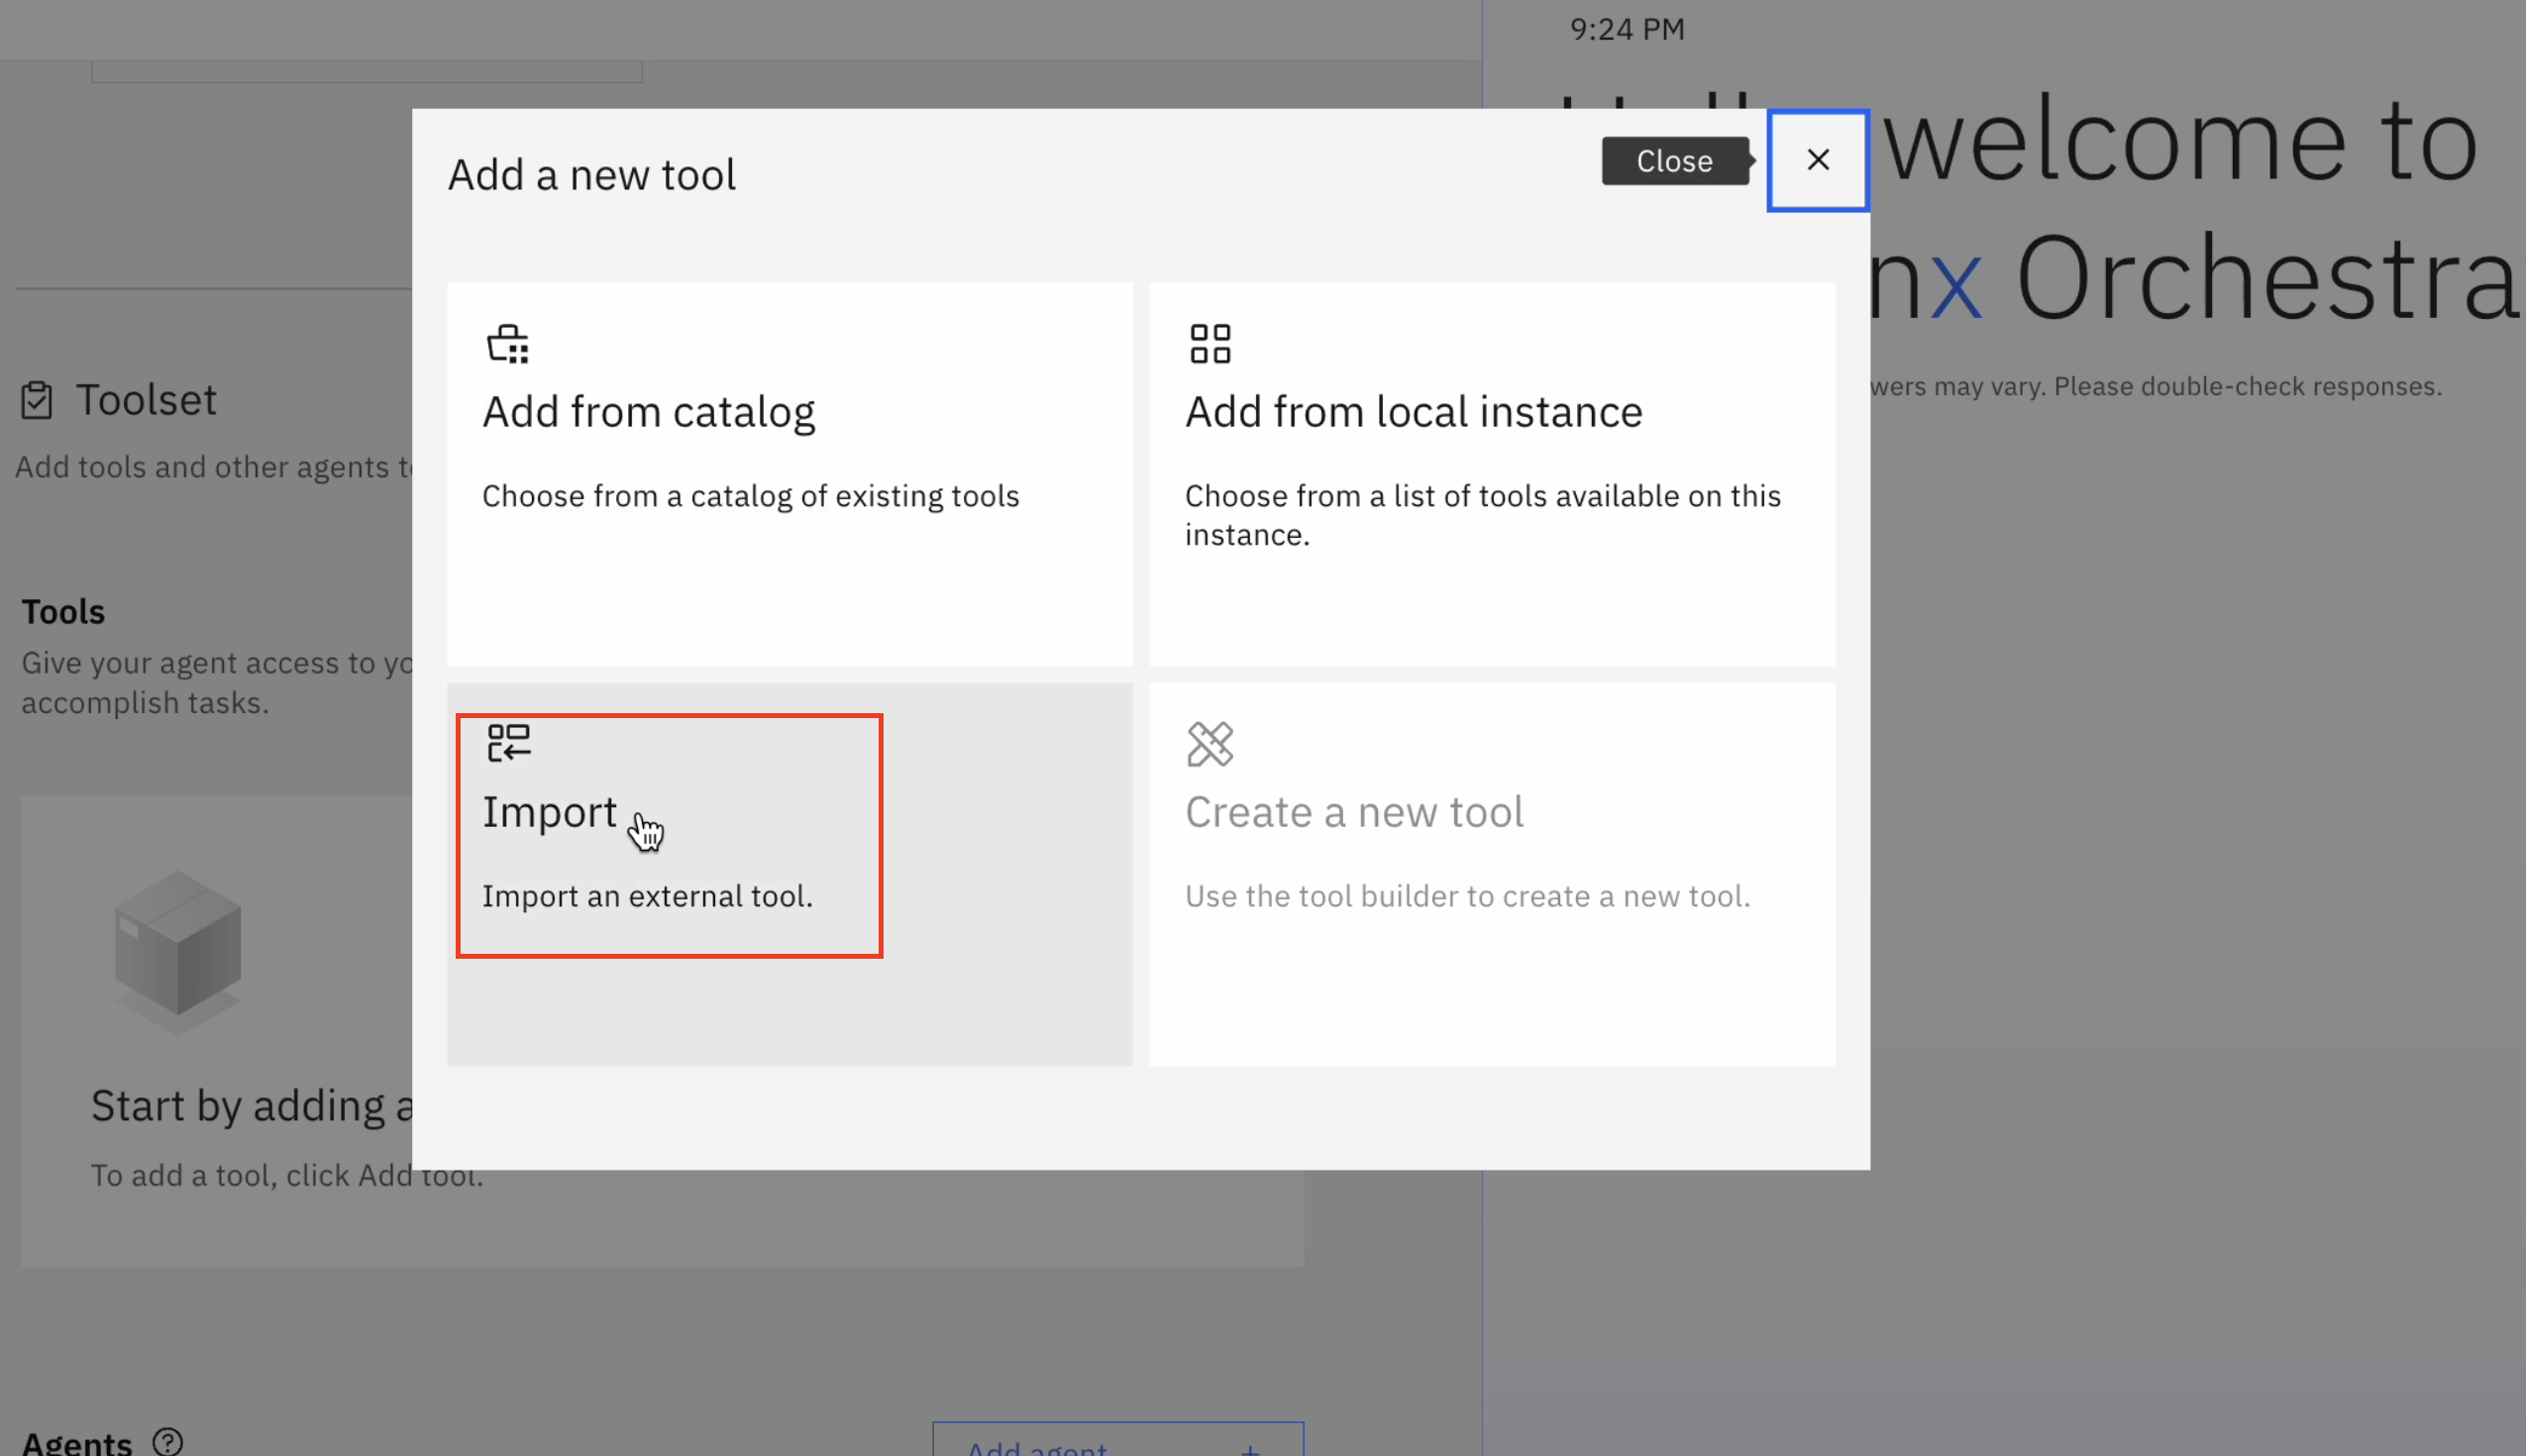 9:24 PM
welcome to
nx Orchestra
wers may vary. Please double-check responses.
Add a new tool
Close
Add from catalog
Choose from a catalog of existing tools
Add from local instance
Choose from a list of tools available on this
instance.
Import
Import an external tool.
Create a new tool
Use the tool builder to create a new tool.
Toolset
Add tools and other agents
Tools
Give your agent access to
accomplish tasks.
Start by adding a
To add a tool, click Add tool.
Agents
Add agent +